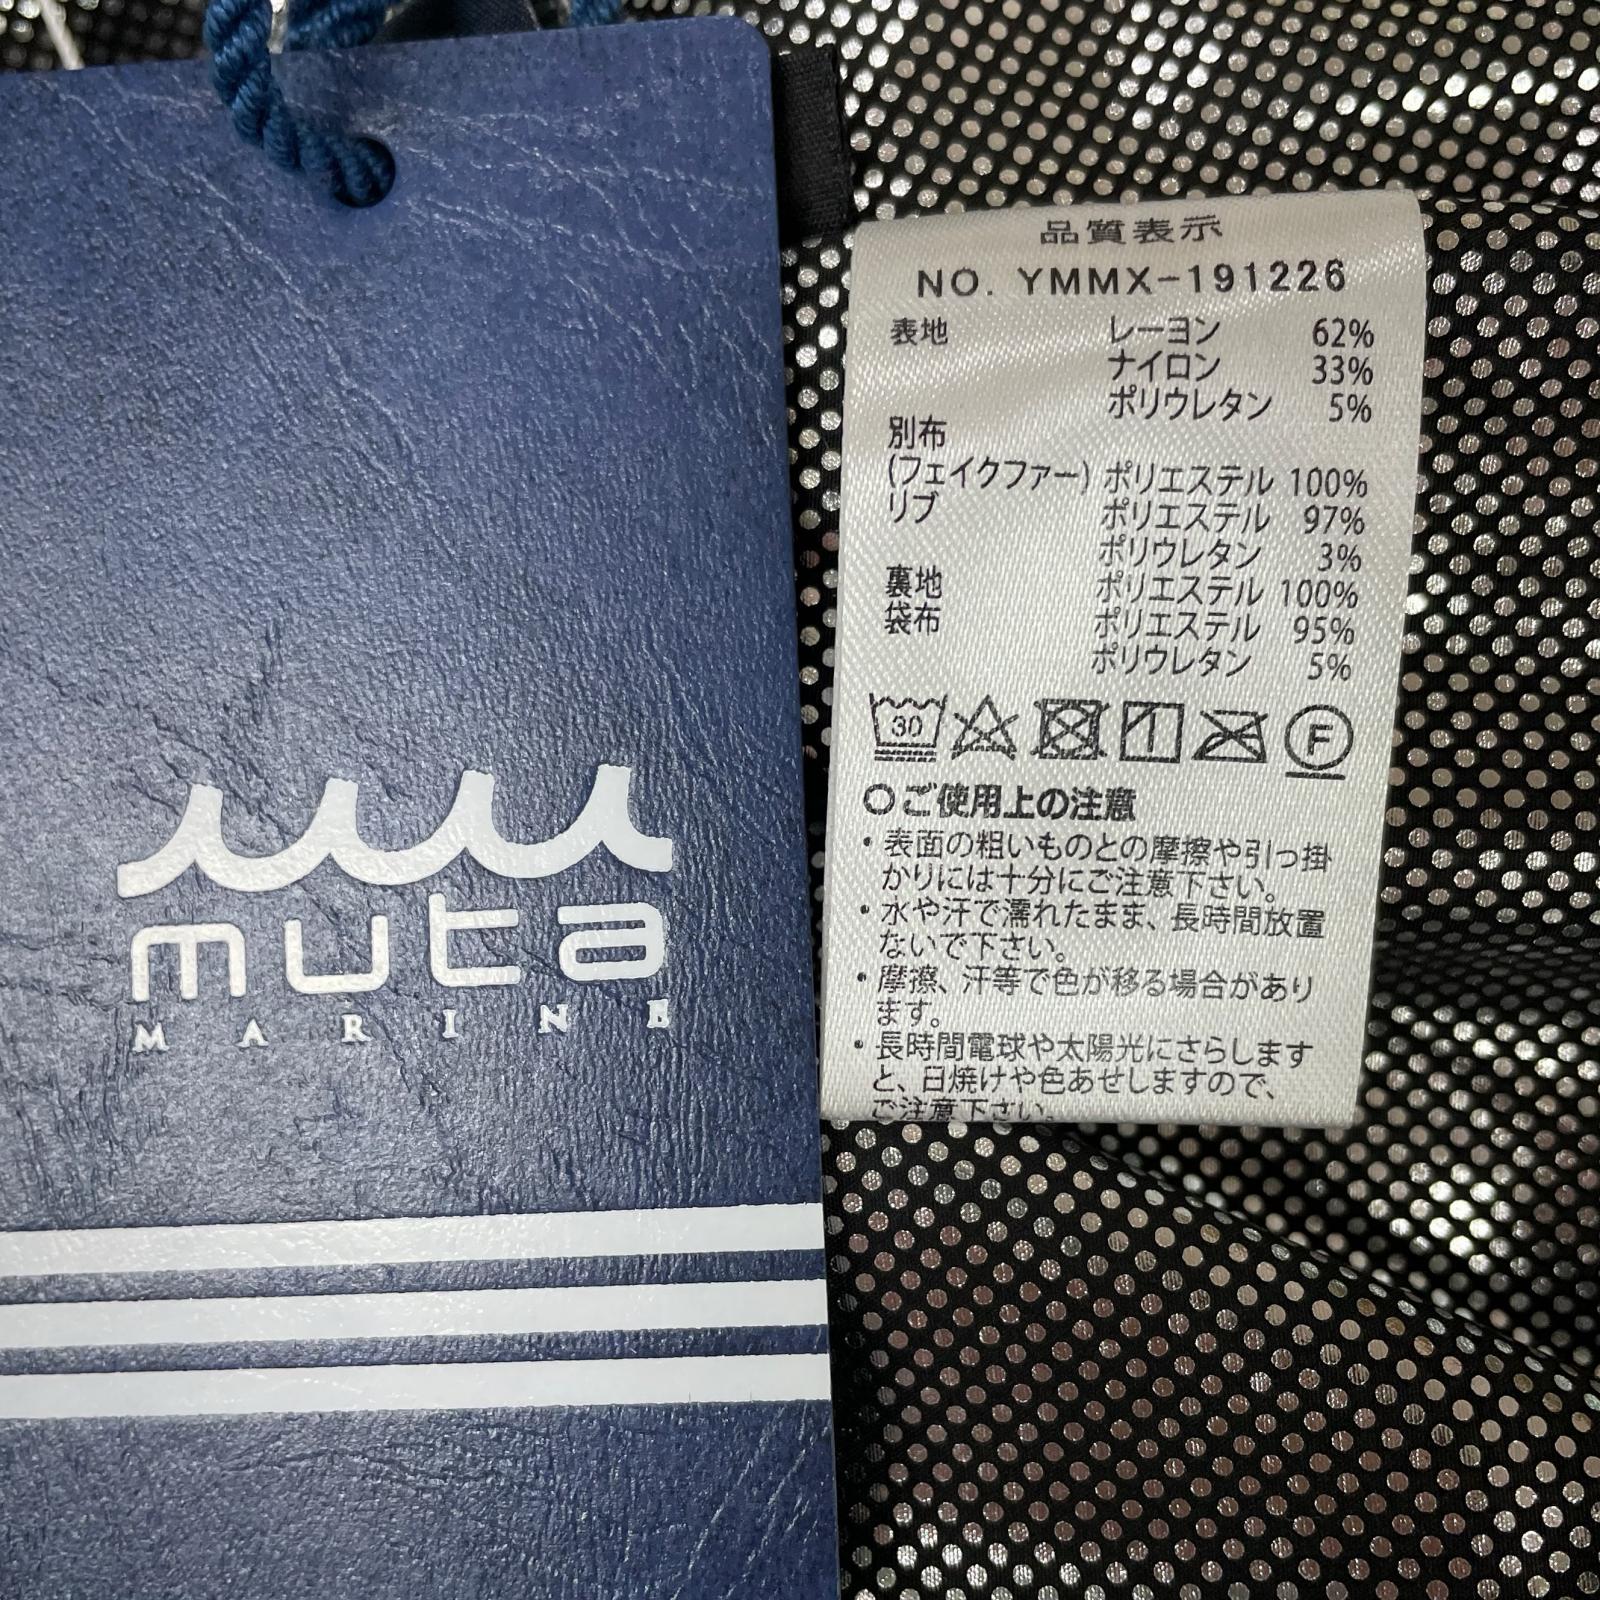 muta
MARINE
品質表示
NO. YMMX-191226
表地 レーヨン 62%
ナイロン 33%
ポリウレタン 5%
別布
(フェイクファー) ポリエステル 100%
リブ ポリエステル 97%
ポリウレタン 3%
裏地 ポリエステル 100%
袋布 ポリエステル 95%
ポリウレタン 5%
30 F
〇ご使用上の注意
・表面の粗いものとの摩擦や引っ掛
かりには十分にご注意下さい。
・水や汗で濡れたまま、長時間放置
ないで下さい。
・摩擦、汗等で色が移る場合があり
ます。
・長時間電球や太陽光にさらします
と、日焼けや色あせしますので、
ご注意下さい。